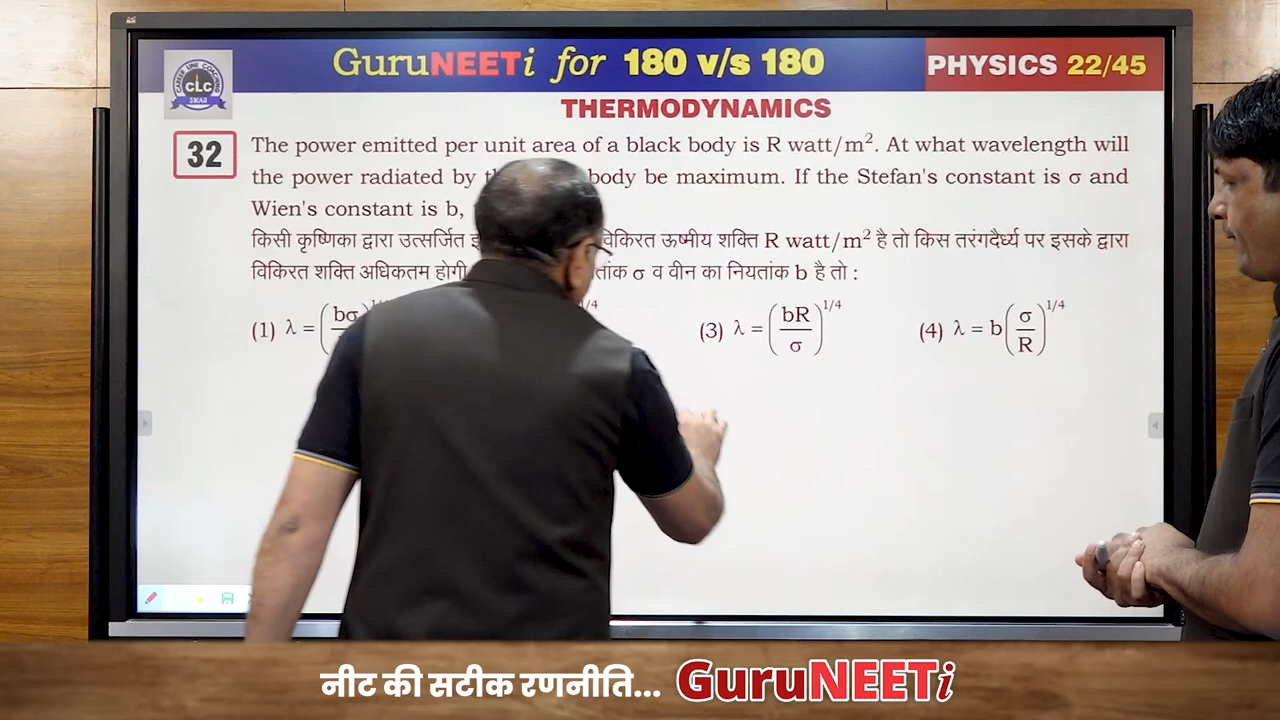 GuruNEETi for 180 v/s 180
PHYSICS 22/45
CAREER LINE COACHING
CLC
SIKAR
THERMODYNAMICS
32
The power emitted per unit area of a black body is R watt/m². At what wavelength will
the power radiated by body be maximum. If the Stefan's constant is σ and
Wien's constant is b,
किसी कृष्णिका द्वारा उत्सर्जित विकिरत ऊष्मीय शक्ति R watt/m² है तो किस तरंगदैर्ध्य पर इसके द्वारा
विकिरत शक्ति अधिकतम होगी σ व वीन का नियतांक b है तो :
(1) λ = (bσ
(3) λ = (bR/σ)^1/4
(4) λ = b(σ/R)^1/4
नीट की सटीक रणनीति... GuruNEETi